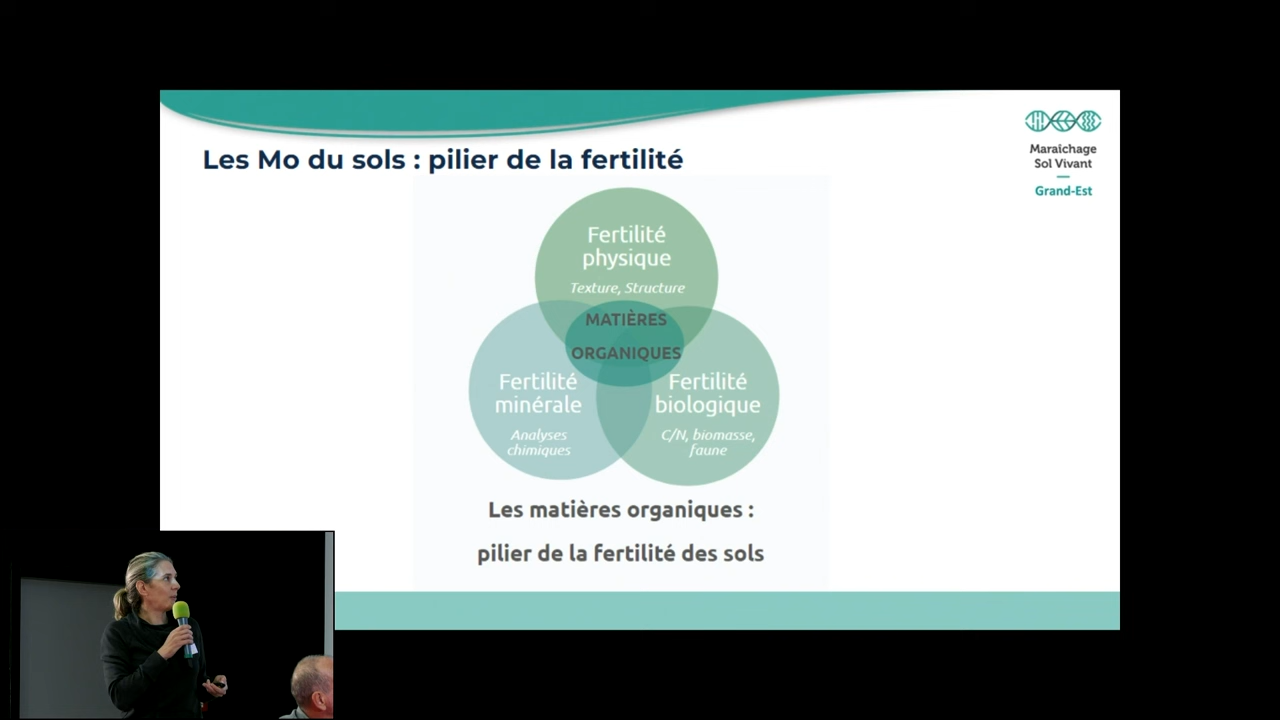 Les Mo du sols : pilier de la fertilité
Maraîchage
Sol Vivant
Grand-Est
Fertilité
physique
Texture, Structure
MATIÈRES
ORGANIQUES
Fertilité
minérale
Analyses
chimiques
Fertilité
biologique
C/N, biomasse,
faune
Les matières organiques :
pilier de la fertilité des sols